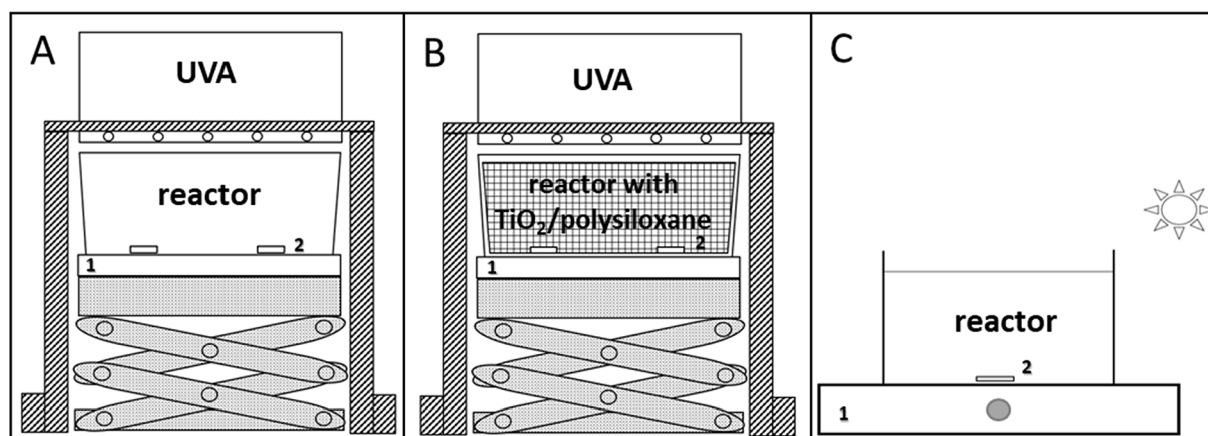 A
UVA
reactor
2
1
B
UVA
reactor with
TiO₂/polysiloxane
2
1
C
reactor
2
1